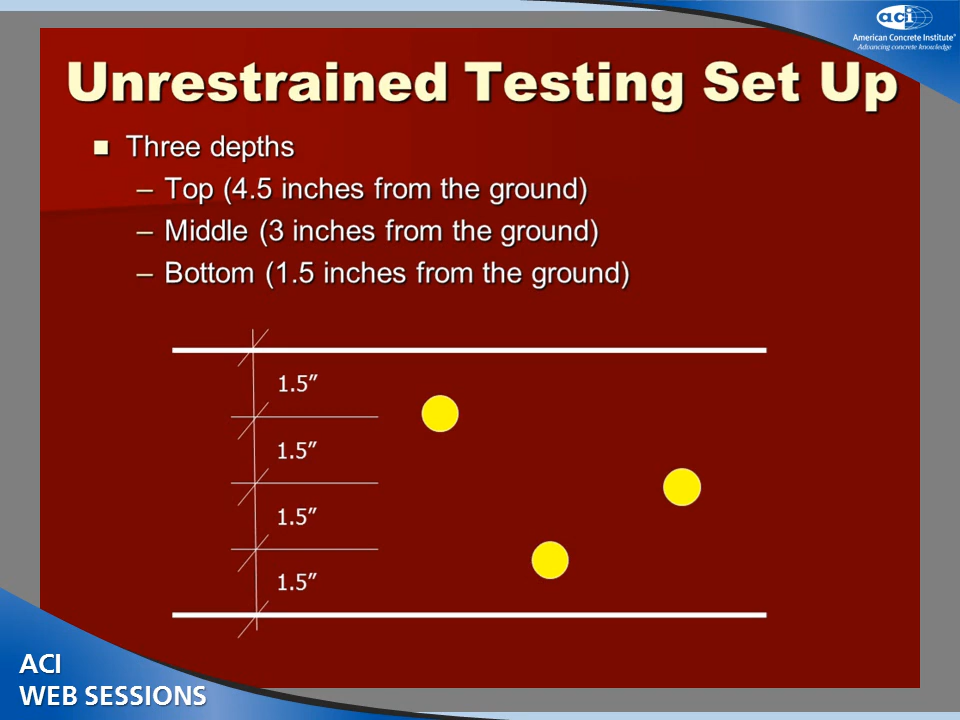 aci
American Concrete Institute®
Advancing concrete knowledge
Unrestrained Testing Set Up
Three depths
– Top (4.5 inches from the ground)
– Middle (3 inches from the ground)
– Bottom (1.5 inches from the ground)
1.5”
1.5”
1.5”
1.5”
ACI
WEB SESSIONS